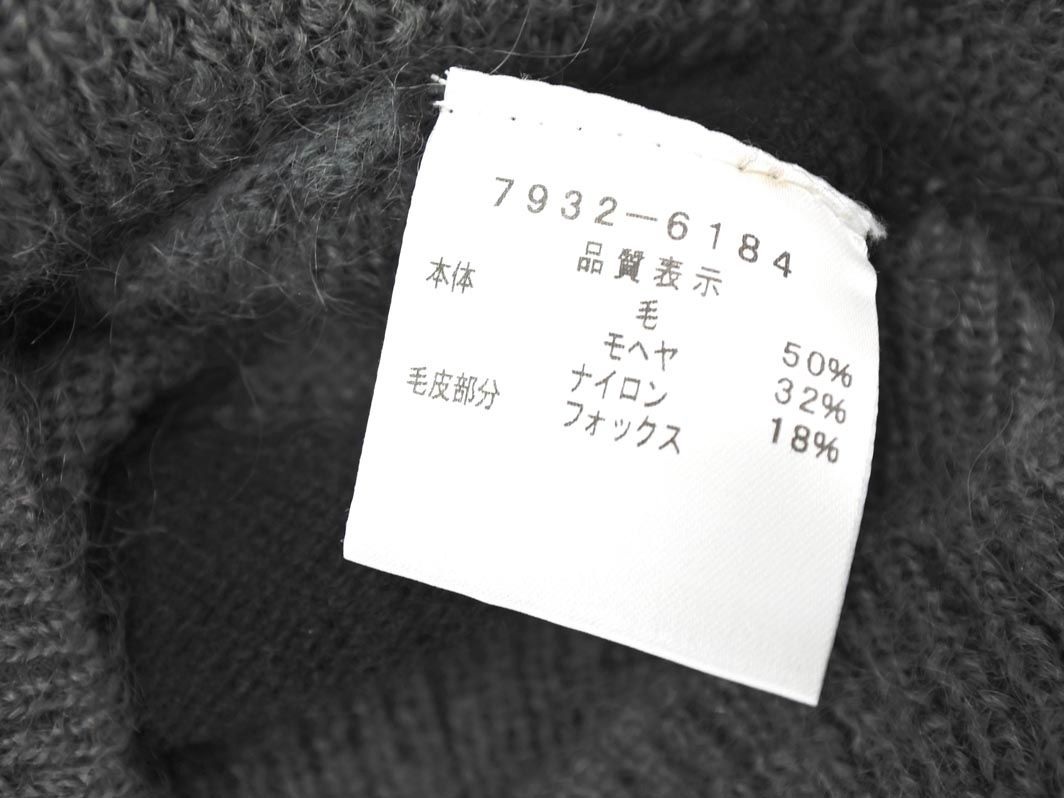 7932-6184
品質表示
本体
毛 50%
モヘヤ 32%
ナイロン 18%
毛皮部分 フォックス